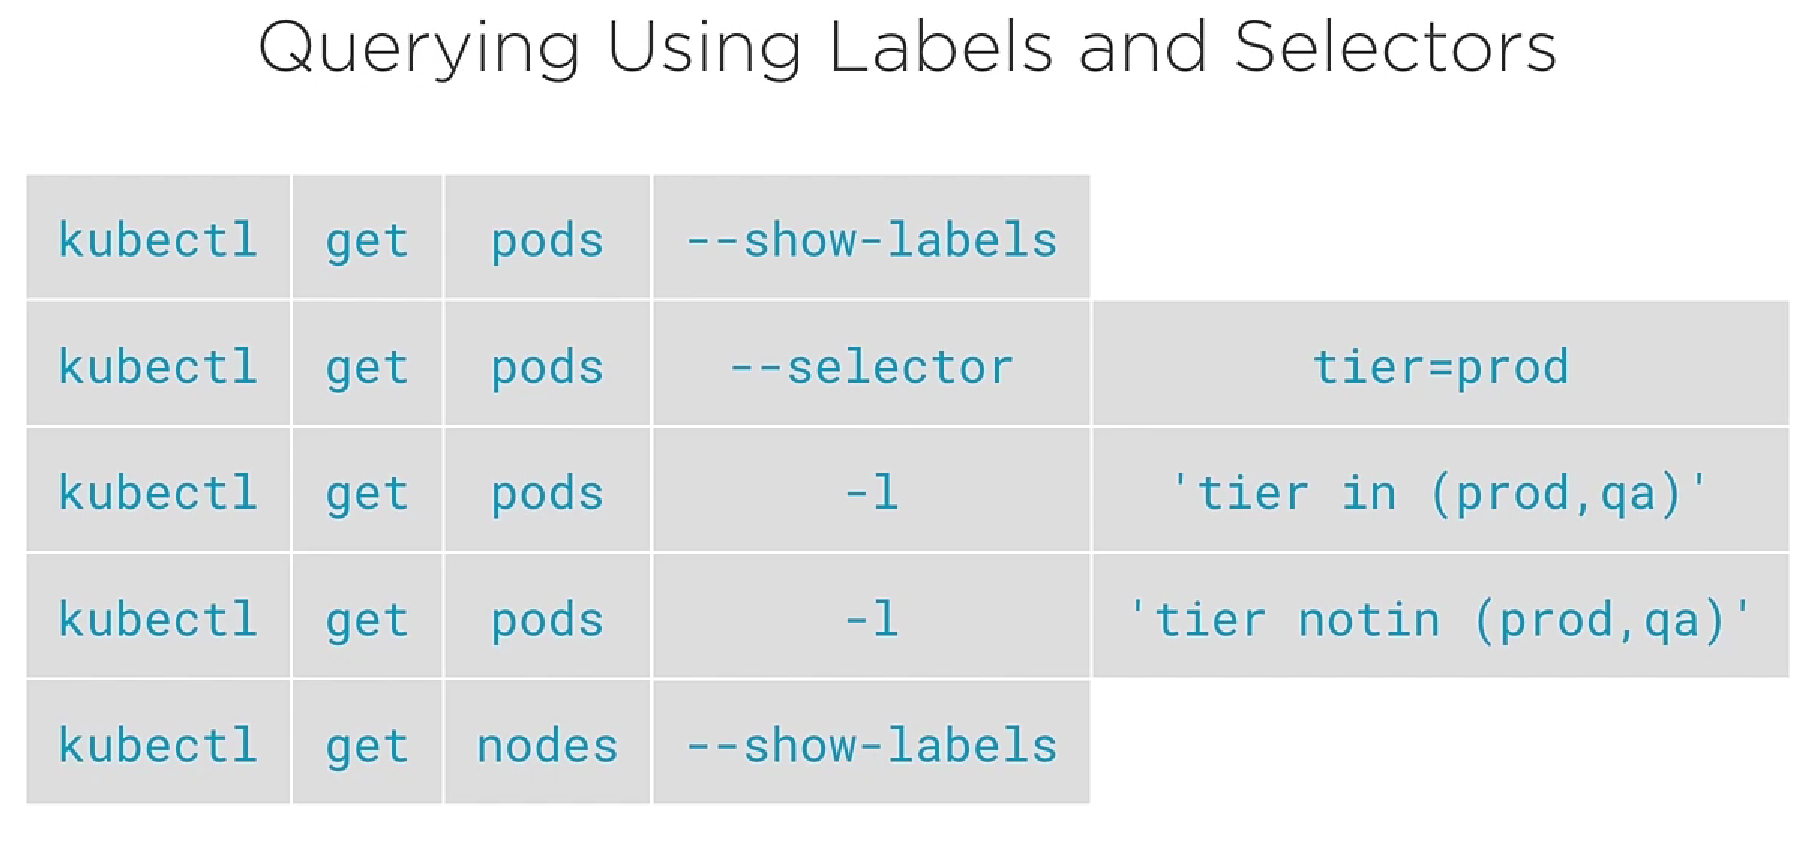 Querying Using Labels and Selectors
kubectl get pods --show-labels
kubectl get pods --selector tier=prod
kubectl get pods -l 'tier in (prod,qa)'
kubectl get pods -l 'tier notin (prod,qa)'
kubectl get nodes --show-labels